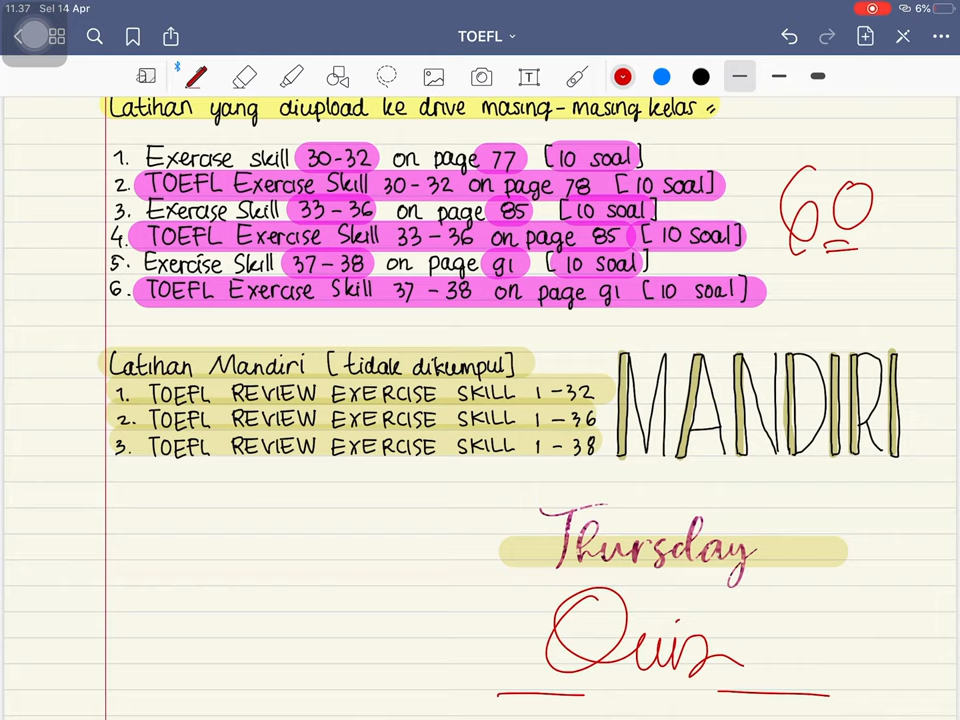 11.37 Sel 14 Apr
6%
TOEFL
T
Latihan yang diupload ke drive masing-masing kelas =
1. Exercise skill 30-32 on page 77 [10 soal]
2. TOEFL Exercise Skill 30-32 on page 78 [10 soal]
3. Exercise Skill 33-36 on page 85 [10 soal]
4. TOEFL Exercise Skill 33-36 on page 85 [10 soal]
5. Exercise Skill 37-38 on page 91 [10 soal]
6. TOEFL Exercise Skill 37-38 on page 91 [10 soal]
60
Latihan Mandiri [tidak dikumpul]
1. TOEFL REVIEW EXERCISE SKILL 1-32
2. TOEFL REVIEW EXERCISE SKILL 1-36
3. TOEFL REVIEW EXERCISE SKILL 1-38
MANDIRI
Thursday
Quis